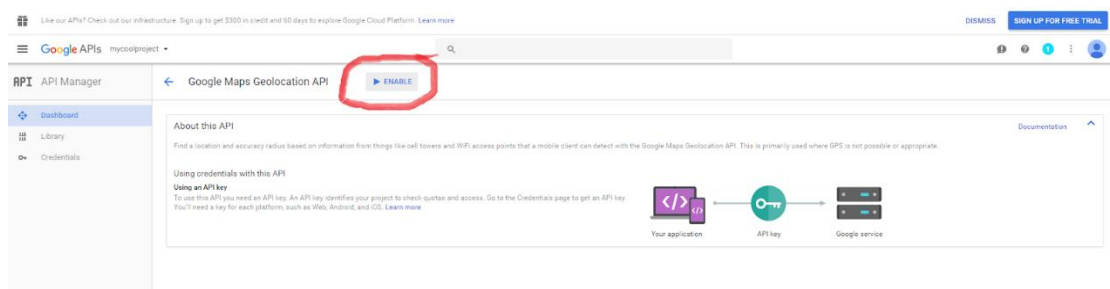 Like our APIs? Check out our infrastructure. Sign up to get $300 in credit and 60 days to explore Google Cloud Platform. Learn more
DISMISS
SIGN UP FOR FREE TRIAL
Google APIs mycoolproject
1
API API Manager
Google Maps Geolocation API
ENABLE
Dashboard
Library
Credentials
About this API
Documentation
Find a location and accuracy radius based on information from things like cell towers and WiFi access points that a mobile client can detect with the Google Maps Geolocation API. This is primarily used where GPS is not possible or appropriate.
Using credentials with this API
Using an API key
To use this API you need an API key. An API key identifies your project to check quotas and access. Go to the Credentials page to get an API key.
You'll need a key for each platform, such as Web, Android, and iOS. Learn more
</>
</>
Your application
API key
Google service